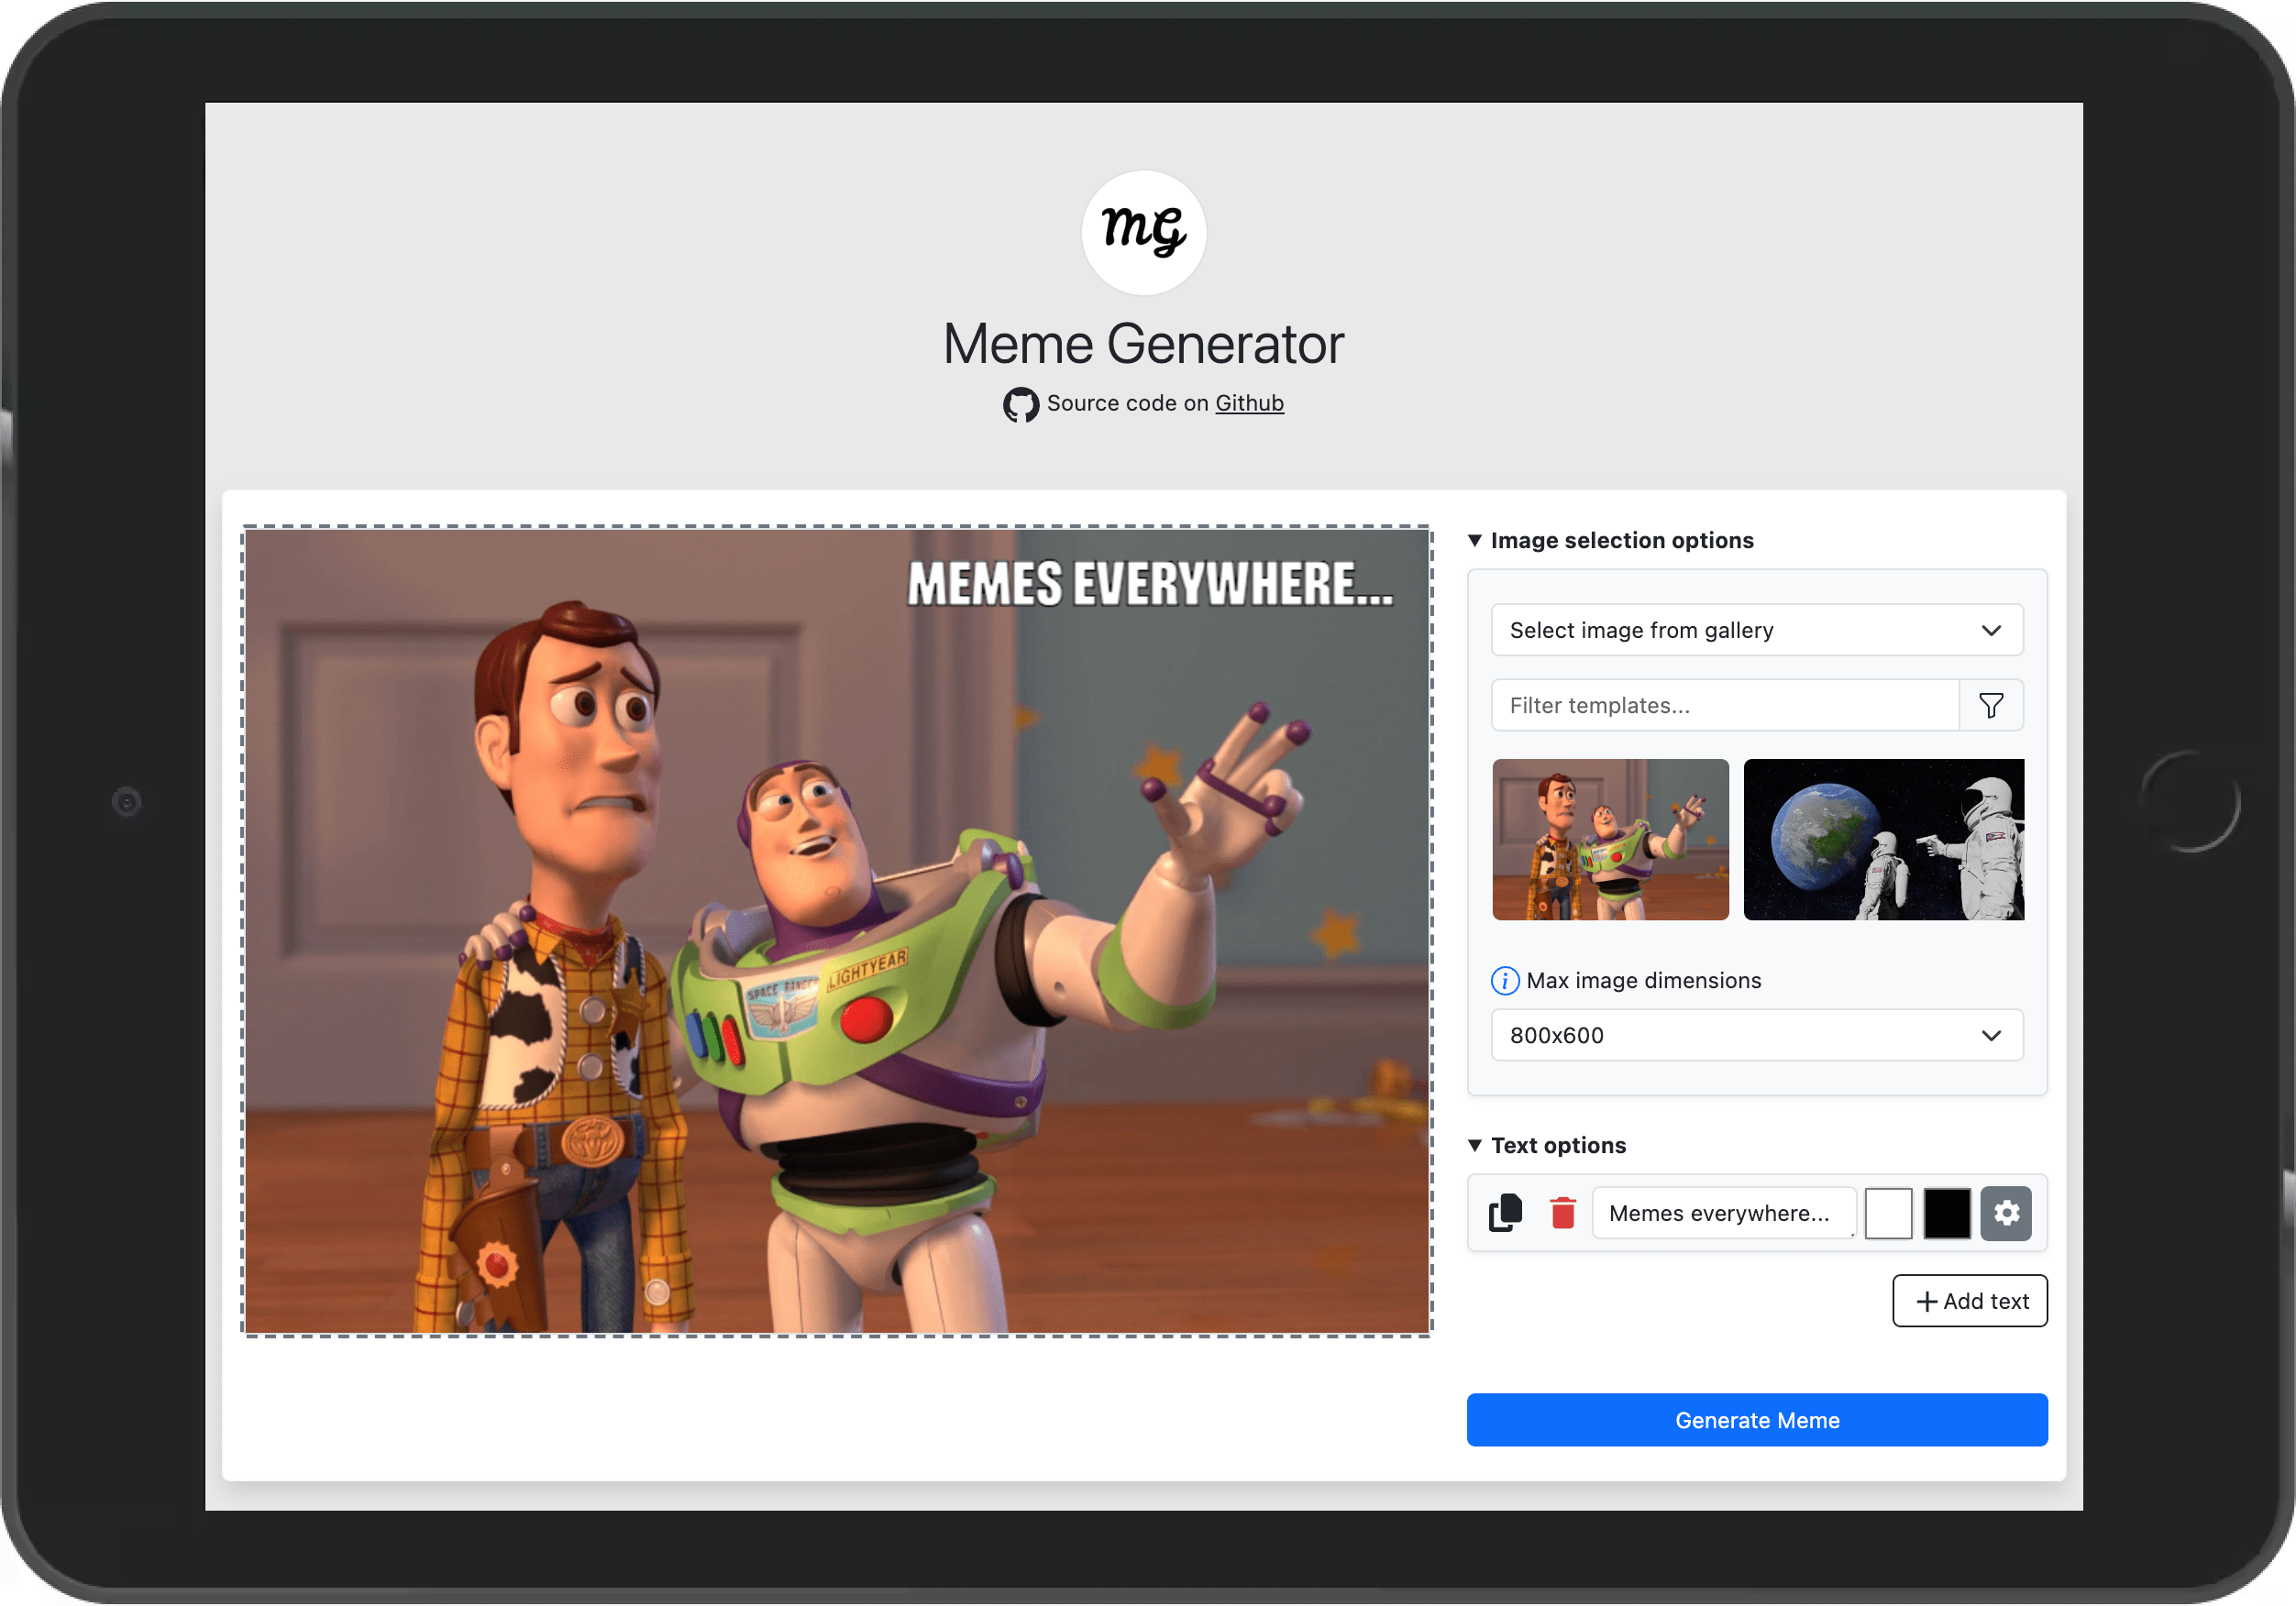 mG
Meme Generator
Source code on Github
MEMES EVERYWHERE...
SPACE RANGER
LIGHTYEAR
Image selection options
Select image from gallery
Filter templates...
Max image dimensions
800x600
Text options
Memes everywhere...
Add text
Generate Meme